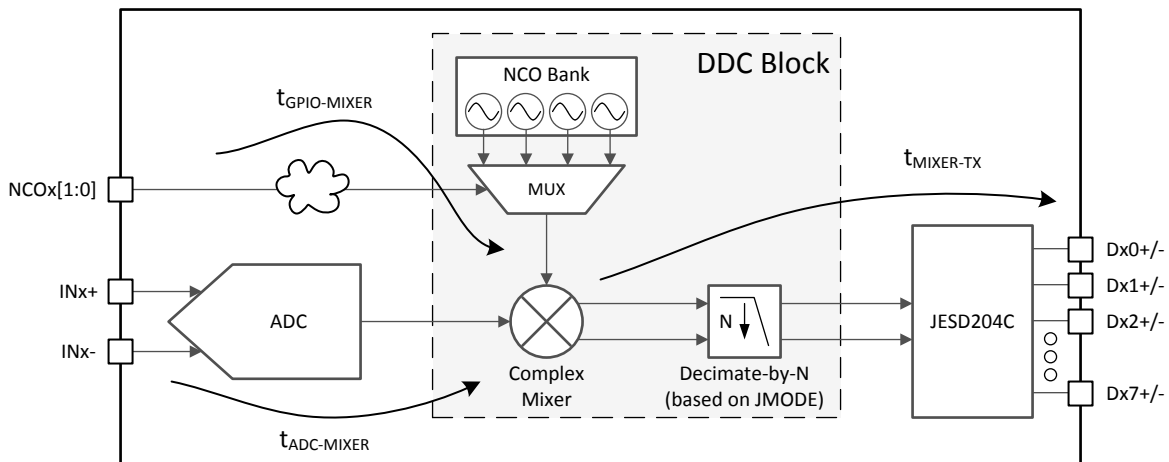 NCO Bank
DDC Block
tGPIO-MIXER
tMIXER-TX
NCOx[1:0]
MUX
Dx0+/-
INx+
Dx1+/-
ADC
N
JESD204C
Dx2+/-
INx-
Complex
Mixer
Decimate-by-N
(based on JMODE)
Dx7+/-
tADC-MIXER